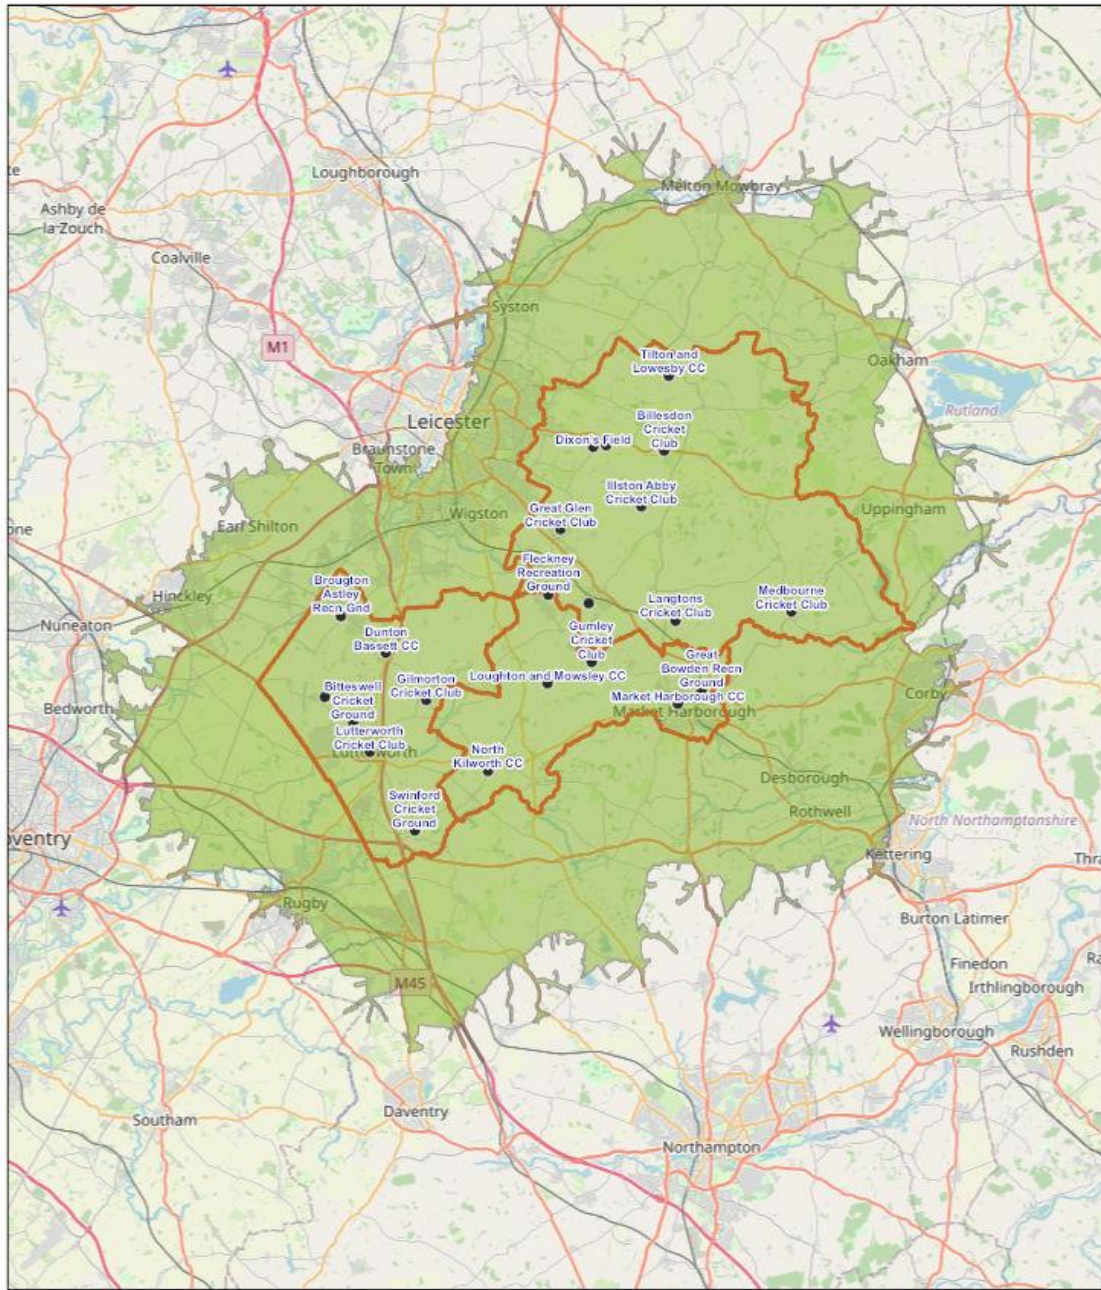 Loughborough
Melton Mowbray
Ashby de
la Zouch
Coalville
Syston
M1
Oakham
Tilton and
Lowesby CC
Rutland
Leicester
Billesdon
Cricket
Club
Dixon's Field
Braunstone
Town
Illston Abby
Cricket Club
Great Glen
Cricket Club
Wigston
Uppingham
Earl Shilton
Fleckney
Recreation
Ground
Brougton
Astley
Recn Gnd
Hinckley
Langtons
Cricket Club
Medbourne
Cricket Club
Nuneaton
Dunton
Bassett CC
Gumley
Cricket
Club
Great
Bowden Recn
Ground
Loughton and Mowsley CC
Gilmorton
Cricket Club
Bitteswell
Cricket
Ground
Corby
Bedworth
Market Harborough CC
Market Harborough
Lutterworth
Cricket Club
Lutterworth
North
Kilworth CC
Desborough
Swinford
Cricket
Ground
Rothwell
North Northamptonshire
oventry
Kettering
Thra
Rugby
Burton Latimer
Finedon
Ra
M45
Irthlingborough
Wellingborough
Rushden
Daventry
Southam
Northampton